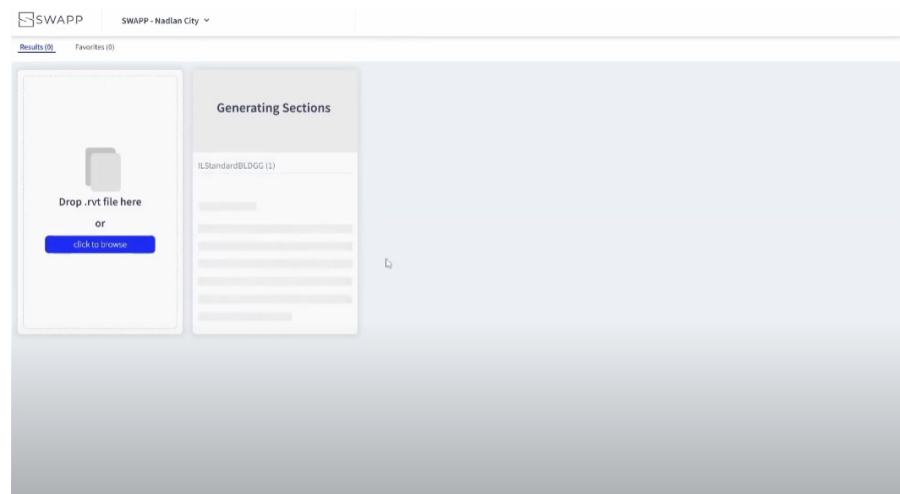 SWAPP
SWAPP - Nadlan City
Results (0)
Favorites (0)
Generating Sections
ILStandardBLDGG (1)
Drop .rvt file here
or
click to browse